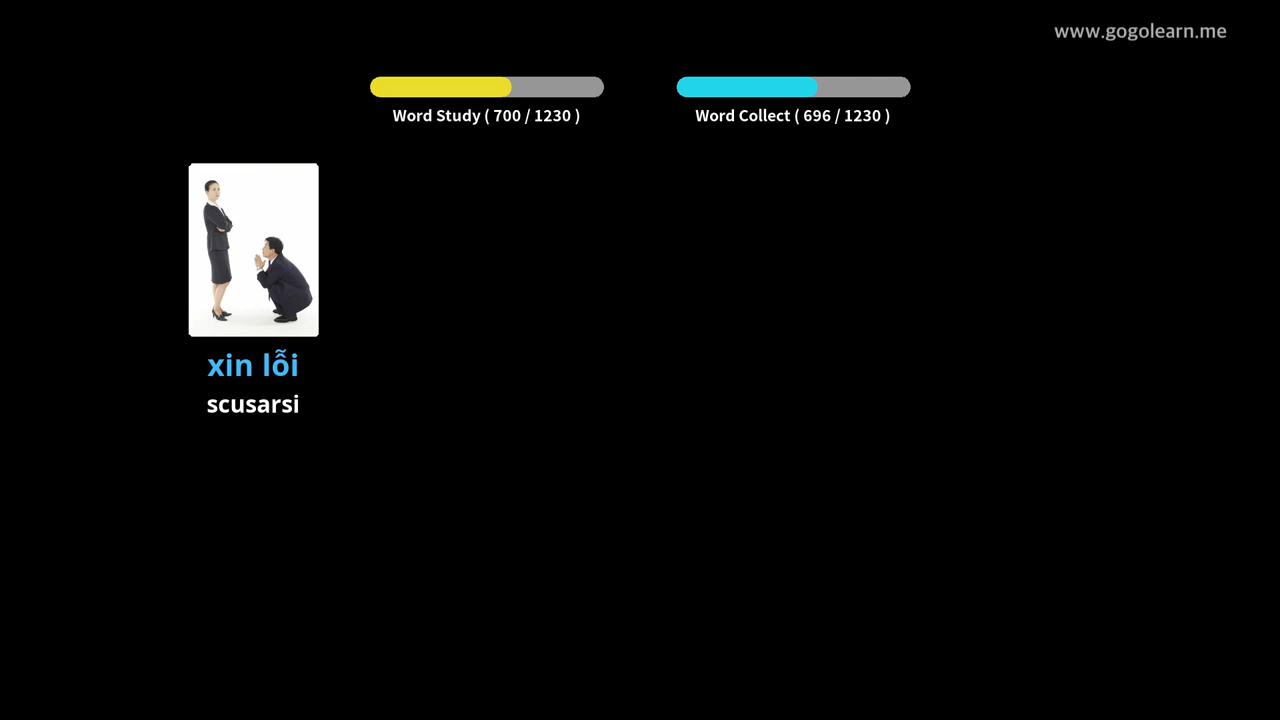 www.gogolearn.me
Word Study ( 700 / 1230 )
Word Collect ( 696 / 1230 )
xin lỗi
scusarsi